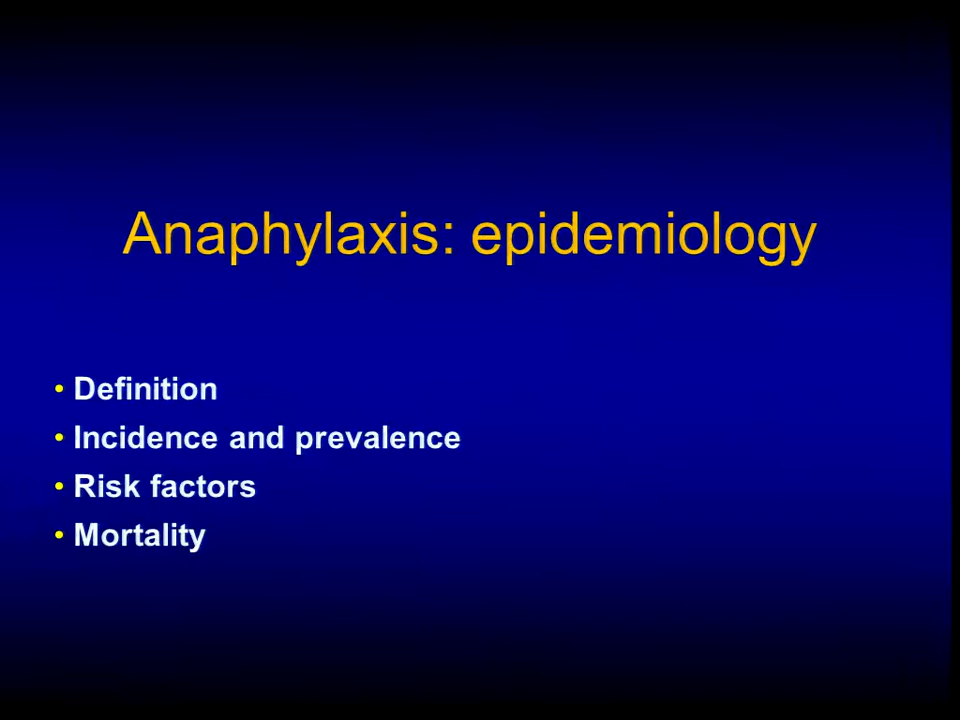 Anaphylaxis: epidemiology
• Definition
• Incidence and prevalence
• Risk factors
• Mortality